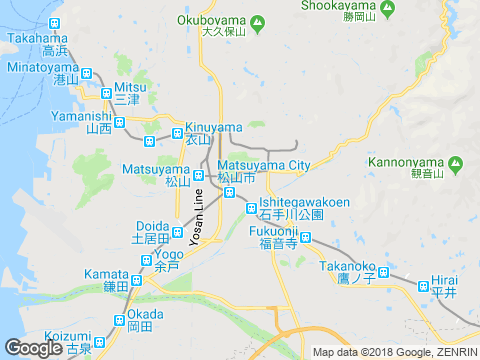 Okuboyama
大久保山
Shookayama
勝岡山
Takahama
高浜
Minatoyama
港山
Mitsu
三津
Yamanishi
山西
Kinuyama
衣山
Kannonyama
観音山
Matsuyama
松山
Matsuyama City
松山市
Yosan Line
Ishitegawakoen
石手川公園
Doida
土居田
Fukuonji
福音寺
Yogo
余戸
Takanoko
鷹ノ子
Kamata
鎌田
Hirai
平井
Okada
岡田
Koizumi
古泉
Google
Map data ©2018 Google, ZENRIN